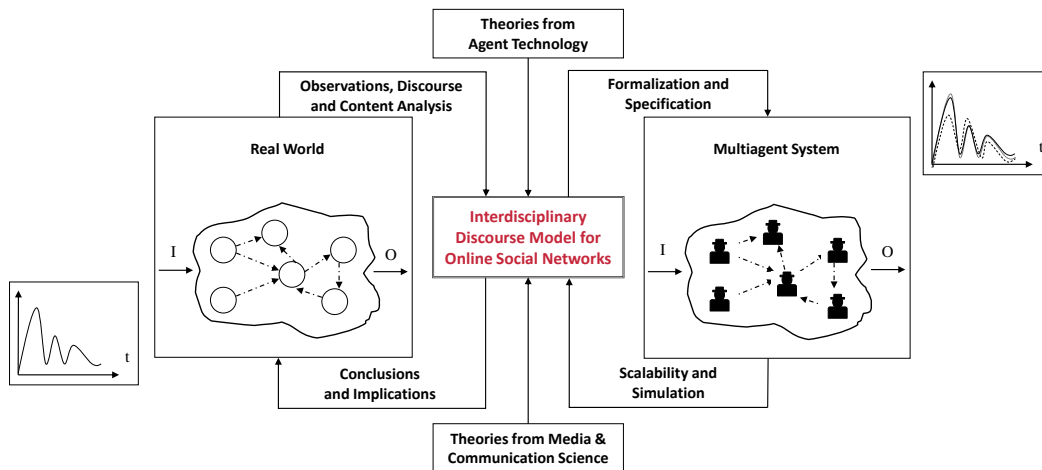 Theories from
Agent Technology
Observations, Discourse
and Content Analysis
Formalization and
Specification
Real World
Multiagent System
t
Interdisciplinary
Discourse Model for
Online Social Networks
I
O
I
O
t
Conclusions
and Implications
Scalability and
Simulation
Theories from Media &
Communication Science